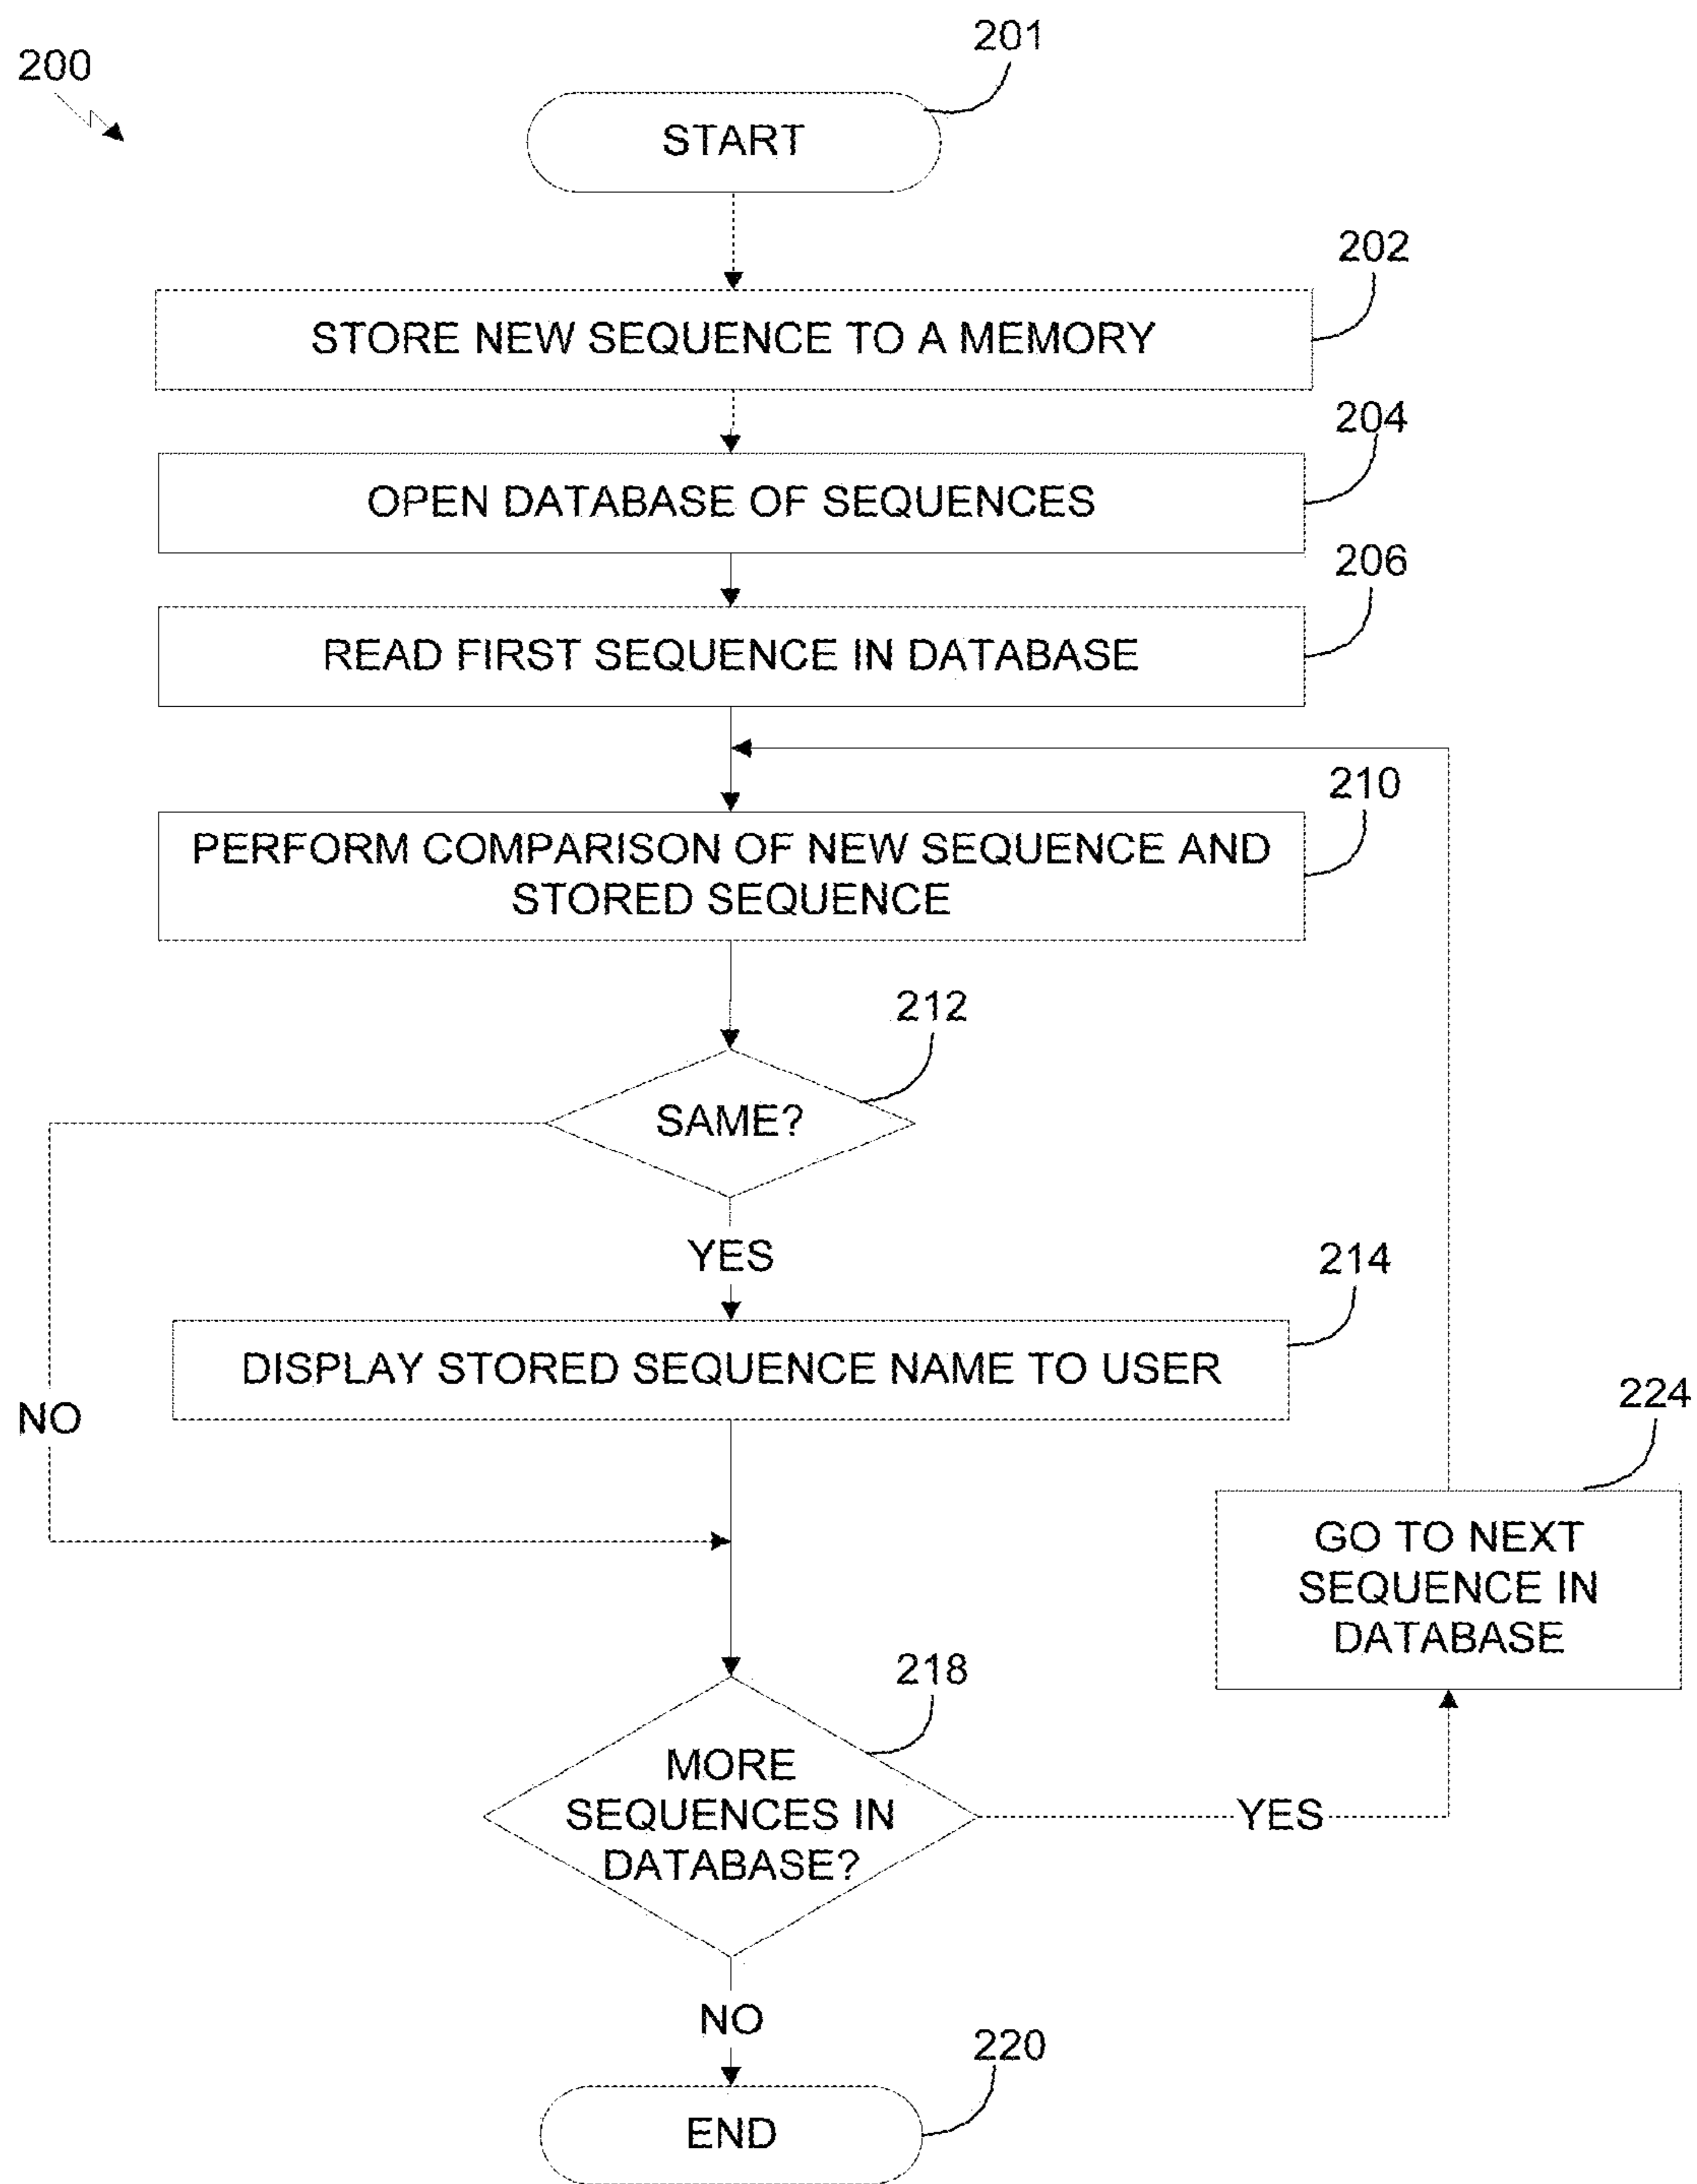 200
201
START
202
STORE NEW SEQUENCE TO A MEMORY
204
OPEN DATABASE OF SEQUENCES
206
READ FIRST SEQUENCE IN DATABASE
210
PERFORM COMPARISON OF NEW SEQUENCE AND
STORED SEQUENCE
212
SAME?
YES
214
DISPLAY STORED SEQUENCE NAME TO USER
NO
224
GO TO NEXT
SEQUENCE IN
DATABASE
218
MORE
SEQUENCES IN
DATABASE?
YES
NO
220
END